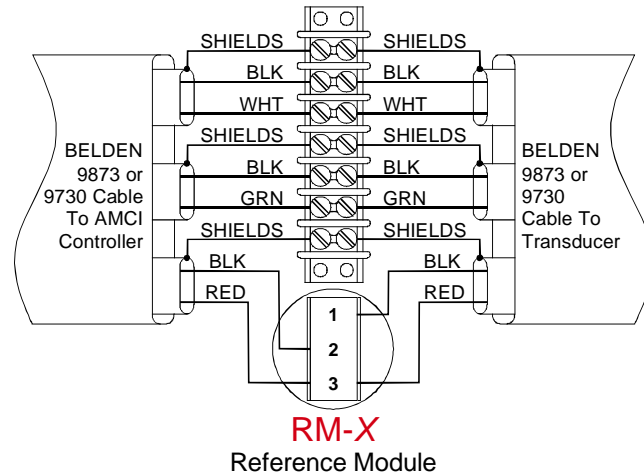 SHIELDS SHIELDS
BLK BLK
WHT WHT
SHIELDS SHIELDS
BELDEN
9873 or
9730 Cable
To AMCI
Controller
BELDEN
9873 or
9730
Cable To
Transducer
BLK BLK
GRN GRN
SHIELDS SHIELDS
BLK BLK
RED RED
1
2
3
RM-X
Reference Module